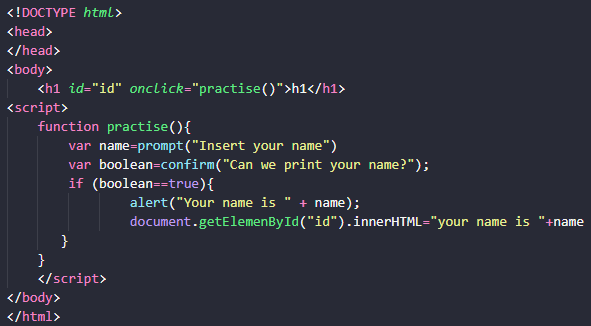 <!DOCTYPE html>
<head>
</head>
<body>
<h1 id="id" onclick="practise()">h1</h1>
<script>
function practise(){
var name=prompt("Insert your name")
var boolean=confirm("Can we print your name?");
if (boolean==true){
alert("Your name is " + name);
document.getElemenById("id").innerHTML="your name is "+name
}
}
</script>
</body>
</html>